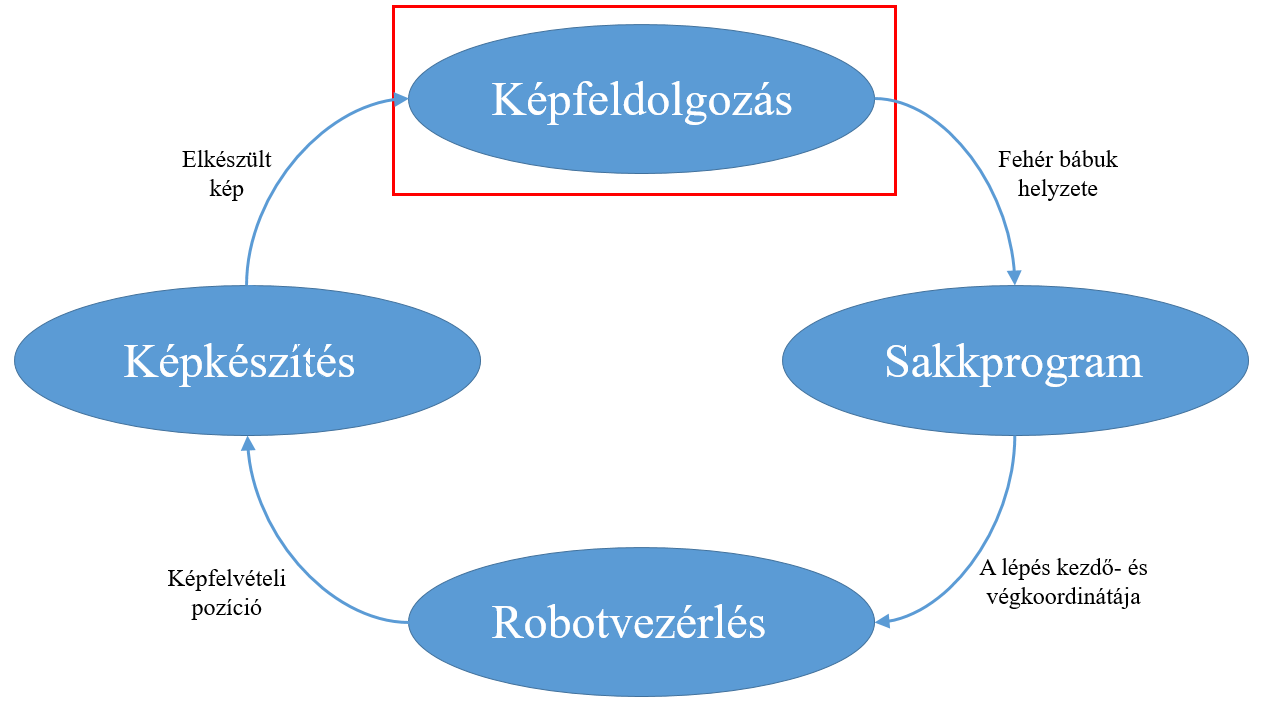 Képfeldolgozás
Elkészült
kép
Fehér bábuk
helyzete
Képkészítés
Sakkprogram
Képfelvételi
pozíció
A lépés kezdő- és
végkoordinátája
Robotvezérlés